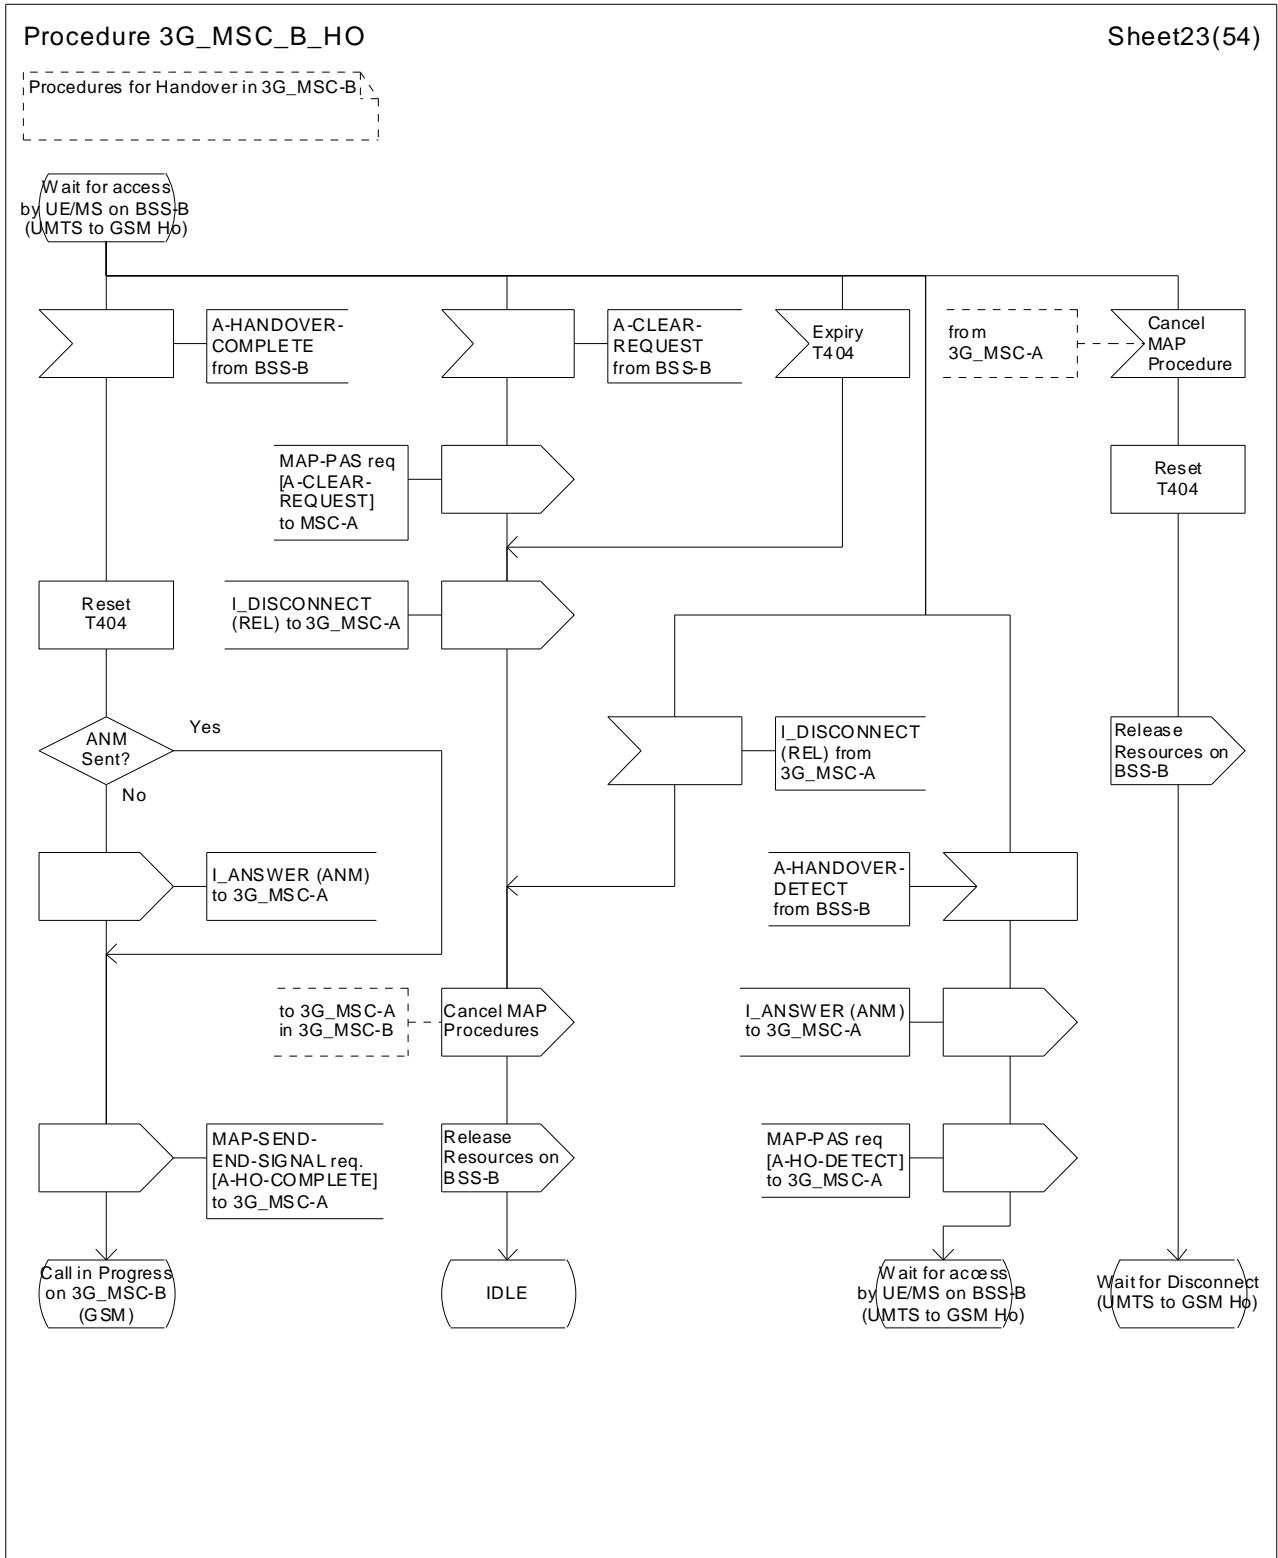 Procedure 3G_MSC_B_HO
Sheet23(54)
Procedures for Handover in 3G_MSC-B
Wait for access
by UE/MS on BSS-B
(UMTS to GSM Ho)
A-HANDOVER-
COMPLETE
from BSS-B
A-CLEAR-
REQUEST
from BSS-B
Expiry
T404
from
3G_MSC-A
Cancel
MAP
Procedure
MAP-PAS req
[A-CLEAR-
REQUEST]
to MSC-A
Reset
T404
Reset
T404
I_DISCONNECT
(REL) to 3G_MSC-A
ANM
Sent?
Yes
No
I_DISCONNECT
(REL) from
3G_MSC-A
Release
Resources on
BSS-B
I_ANSWER (ANM)
to 3G_MSC-A
A-HANDOVER-
DETECT
from BSS-B
to 3G_MSC-A
in 3G_MSC-B
Cancel MAP
Procedures
I_ANSWER (ANM)
to 3G_MSC-A
MAP-SEND-
END-SIGNAL req.
[A-HO-COMPLETE]
to 3G_MSC-A
Release
Resources on
BSS-B
MAP-PAS req
[A-HO-DETECT]
to 3G_MSC-A
Call in Progress
on 3G_MSC-B
(GSM)
IDLE
Wait for access
by UE/MS on BSS-B
(UMTS to GSM Ho)
Wait for Disconnect
(UMTS to GSM Ho)